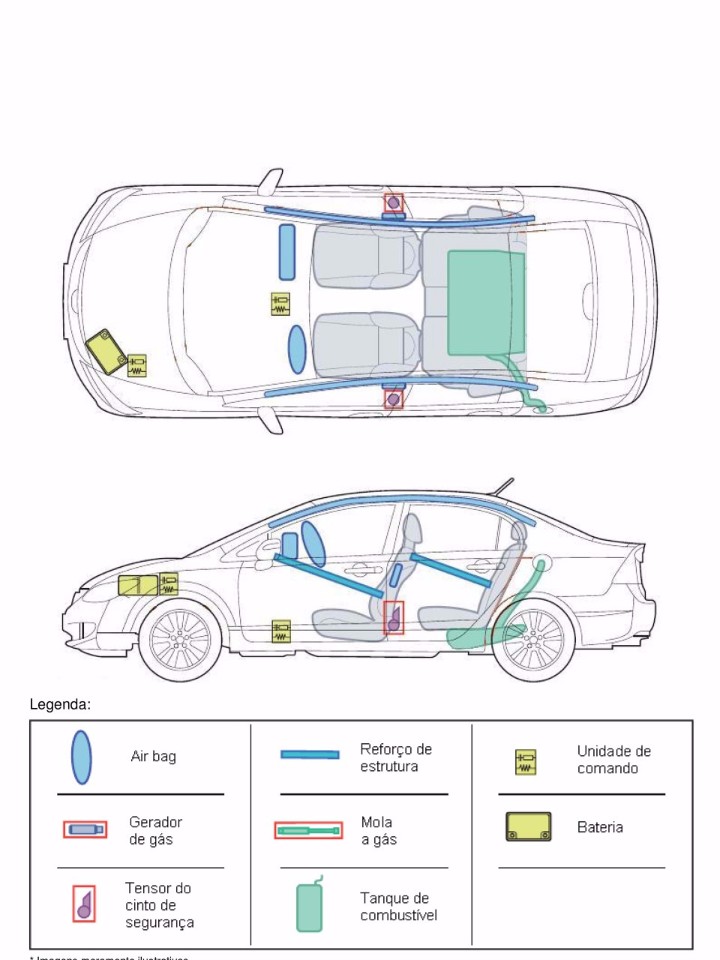 Legenda:
Air bag
Reforço de
estrutura
Unidade de
comando
Gerador
de gás
Mola
a gás
Bateria
Tensor do
cinto de
segurança
Tanque de
combustível
* Imagens meramente ilustrativas